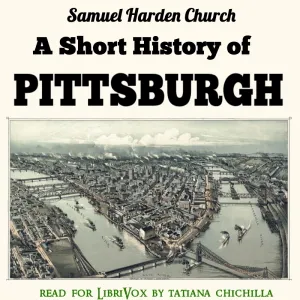 Samuel Harden Church
A Short History of
PITTSBURGH
READ FOR LIBRIVOX BY TATIANA CHICHILLA